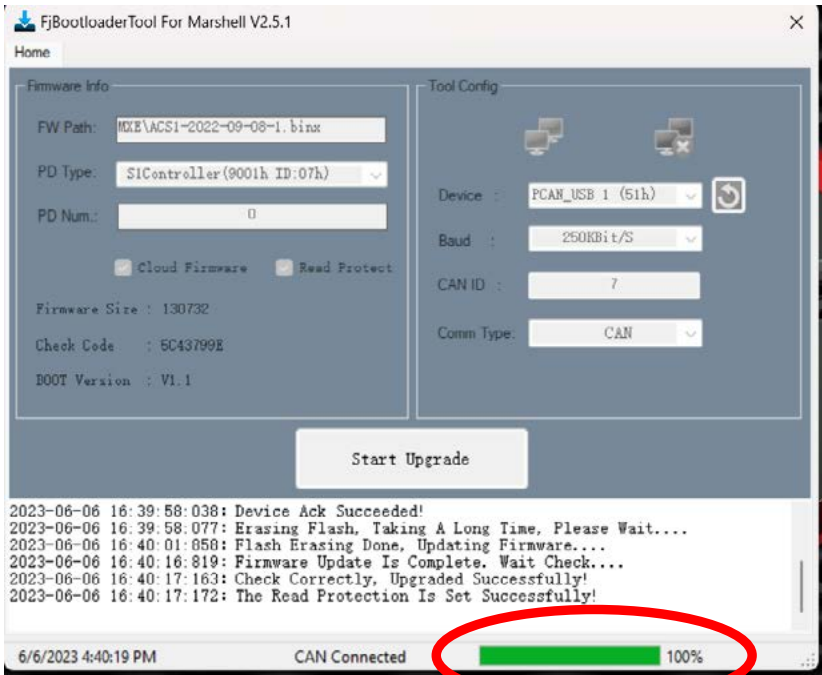 FjBootloaderTool For Marshell V2.5.1
Home
Firmware Info
FW Path: MXE\ACS1-2022-09-08-1.binx
PD Type: S1Controller(9001h ID:07h)
PD Num.: 0
Cloud Firmware Read Protect
Firmware Size : 130732
Check Code : 5C43799E
BOOT Version : V1.1
Tool Config
Device : PCAN_USB 1 (51h)
Baud : 250KBit/S
CAN ID : 7
Comm Type: CAN
Start Upgrade
2023-06-06 16:39:58:038: Device Ack Succeeded!
2023-06-06 16:39:58:077: Erasing Flash, Taking A Long Time, Please Wait....
2023-06-06 16:40:01:858: Flash Erasing Done, Updating Firmware....
2023-06-06 16:40:16:819: Firmware Update Is Complete. Wait Check....
2023-06-06 16:40:17:163: Check Correctly, Upgraded Successfully!
2023-06-06 16:40:17:172: The Read Protection Is Set Successfully!
6/6/2023 4:40:19 PM CAN Connected 100%